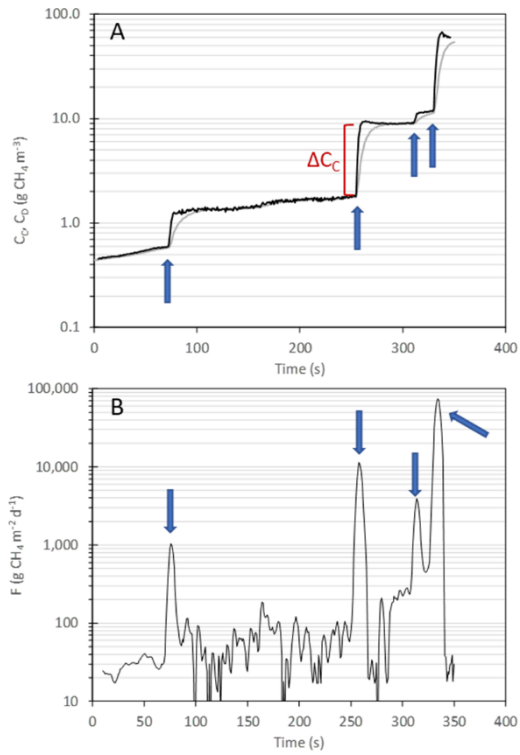 A
100.0
10.0
1.0
0.1
C_C, C_D (g CH₄ m⁻³)
ΔC_C
0 100 200 300 400
Time (s)
B
100,000
10,000
1,000
100
10
F (g CH₄ m⁻² d⁻¹)
0 50 100 150 200 250 300 350 400
Time (s)